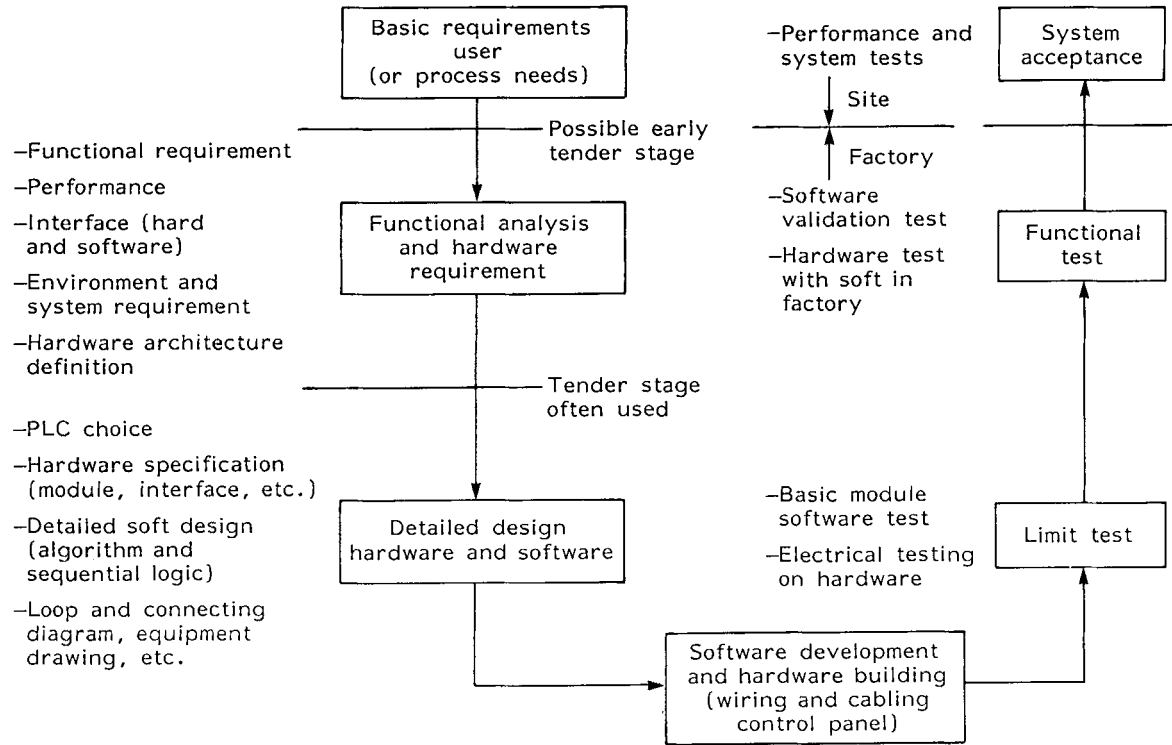 Basic requirements
user
(or process needs)
Possible early
tender stage
–Functional requirement
–Performance
–Interface (hard
and software)
–Environment and
system requirement
–Hardware architecture
definition
Functional analysis
and hardware
requirement
Tender stage
often used
–PLC choice
–Hardware specification
(module, interface, etc.)
–Detailed soft design
(algorithm and
sequential logic)
–Loop and connecting
diagram, equipment
drawing, etc.
Detailed design
hardware and software
Software development
and hardware building
(wiring and cabling
control panel)
–Basic module
software test
–Electrical testing
on hardware
Limit test
–Software
validation test
–Hardware test
with soft in
factory
Functional
test
Factory
Site
–Performance and
system tests
System
acceptance